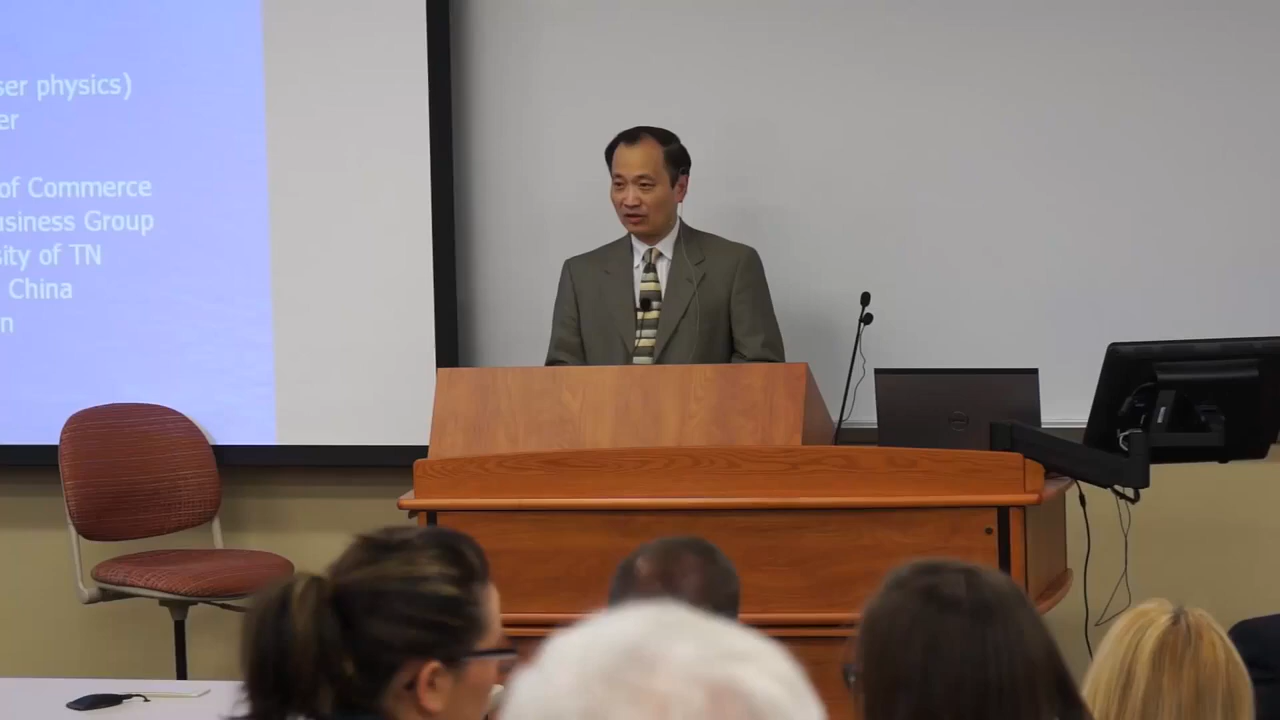 ser physics)
er
of Commerce
usiness Group
sity of TN
China
n